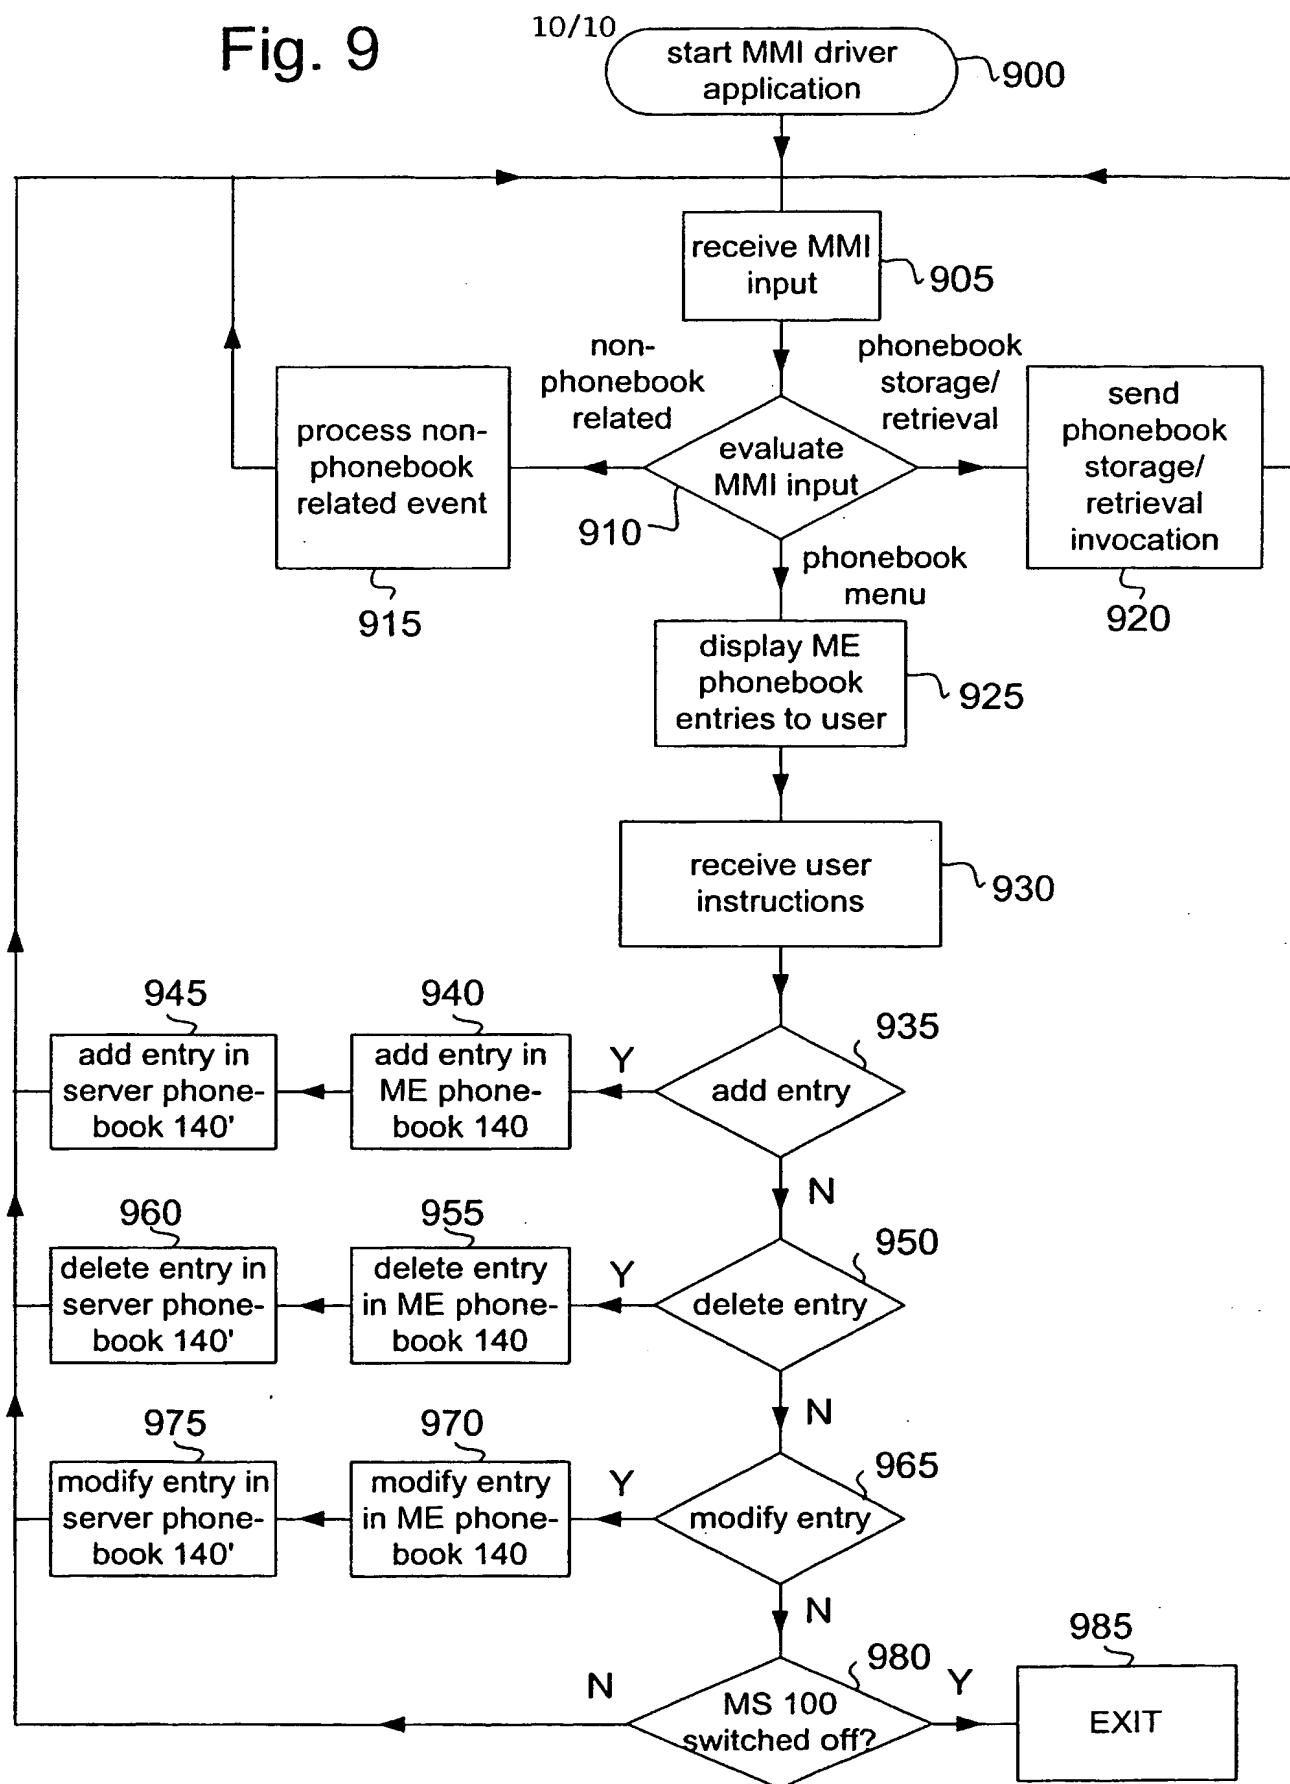 Fig. 9
10/10
start MMI driver
application
900
receive MMI
input
905
non-
phonebook
related
phonebook
storage/
retrieval
process non-
phonebook
related event
915
evaluate
MMI input
910
send
phonebook
storage/
retrieval
invocation
920
phonebook
menu
display ME
phonebook
entries to user
925
receive user
instructions
930
945
940
935
add entry in
server phone-
book 140'
add entry in
ME phone-
book 140
Y
add entry
N
960
955
950
delete entry in
server phone-
book 140'
delete entry
in ME phone-
book 140
Y
delete entry
N
975
970
965
modify entry in
server phone-
book 140'
modify entry
in ME phone-
book 140
Y
modify entry
N
980
985
N
MS 100
switched off?
Y
EXIT